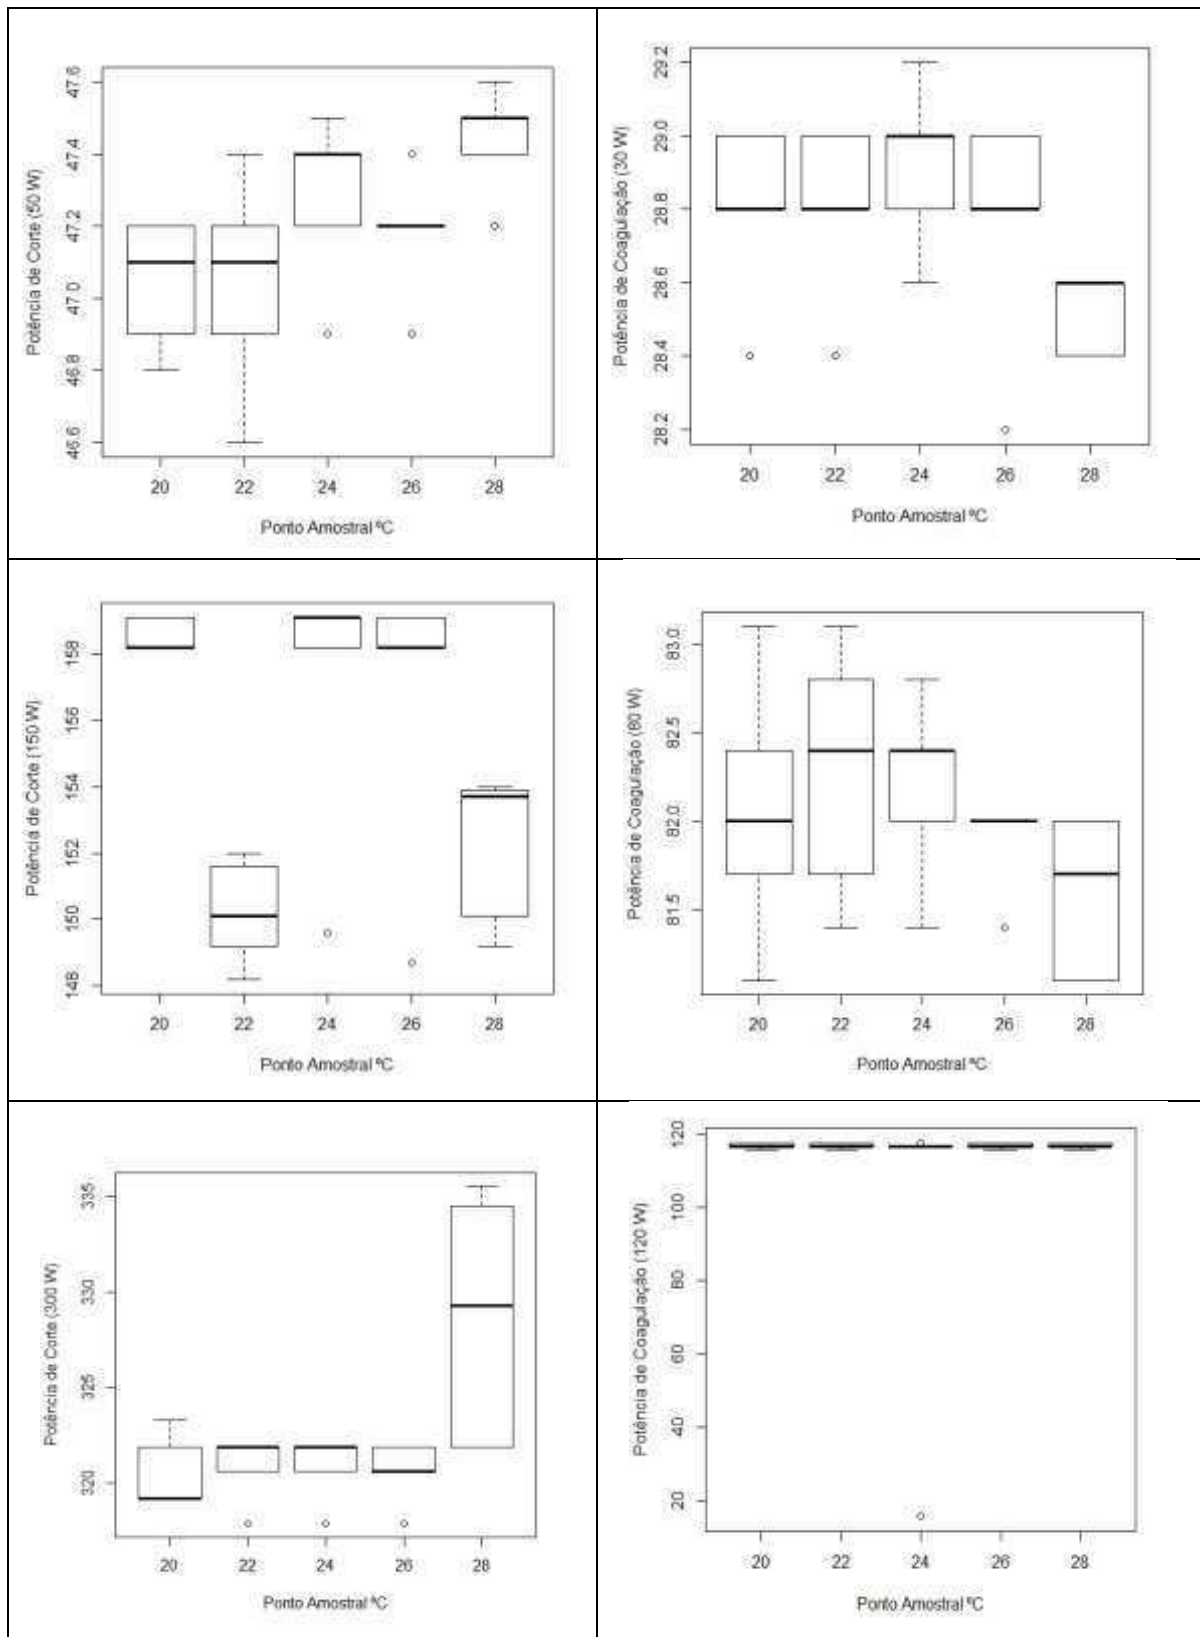 Potência de Corte (50 W)
47.6
47.4
47.2
47.0
46.8
46.6
20 22 24 26 28
Ponto Amostral ºC
Potência de Coagulação (30 W)
29.2
29.0
28.8
28.6
28.4
28.2
20 22 24 26 28
Ponto Amostral ºC
Potência de Corte (150 W)
158
156
154
152
150
148
20 22 24 26 28
Ponto Amostral ºC
Potência de Coagulação (80 W)
83.0
82.5
82.0
81.5
20 22 24 26 28
Ponto Amostral ºC
Potência de Corte (300 W)
335
330
325
320
20 22 24 26 28
Ponto Amostral ºC
Potência de Coagulação (120 W)
120
100
80
60
40
20
20 22 24 26 28
Ponto Amostral ºC